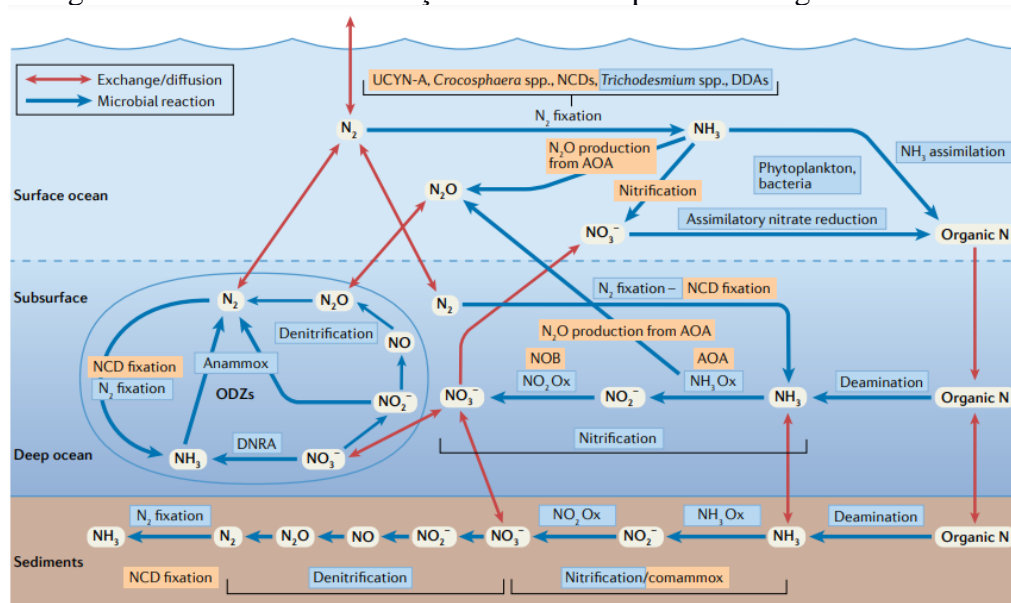 Exchange/diffusion
Microbial reaction
UCYN-A, Crocosphaera spp., NCDs, Trichodesmium spp., DDAs
N₂ fixation
N₂
NH₃
N₂O production
from AOA
NH₃ assimilation
Phytoplankton,
bacteria
Nitrification
N₂O
Surface ocean
Assimilatory nitrate reduction
NO₃⁻
Organic N
Subsurface
N₂
N₂O
N₂
N₂ fixation – NCD fixation
Denitrification
NO
N₂O production from AOA
NCD fixation
N₂ fixation
Anammox
ODZs
NOB
NO₂ Ox
AOA
NH₃ Ox
Deamination
NO₂⁻
NO₃⁻
NO₂⁻
NH₃
Organic N
DNRA
Nitrification
Deep ocean
NH₃
NO₃⁻
N₂ fixation
NO₂ Ox
NH₃ Ox
Deamination
NH₃
N₂
N₂O
NO
NO₂⁻
NO₃⁻
NO₂⁻
NH₃
Organic N
Sediments
NCD fixation
Denitrification
Nitrification/comammox